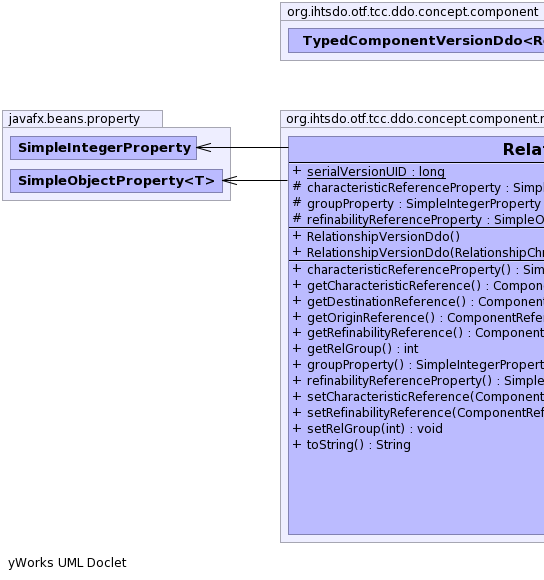 org.ihtsdo.otf.tcc.ddo.concept.component
TypedComponentVersionDdo<R
javafx.beans.property
SimpleIntegerProperty
SimpleObjectProperty<T>
org.ihtsdo.otf.tcc.ddo.concept.component.r
Relat
+ serialVersionUID : long
# characteristicReferenceProperty : Simpl
# groupProperty : SimpleIntegerProperty
# refinabilityReferenceProperty : SimpleO
+ RelationshipVersionDdo()
+ RelationshipVersionDdo(RelationshipChr
+ characteristicReferenceProperty() : Sim
+ getCharacteristicReference() : Compone
+ getDestinationReference() : Component
+ getOriginReference() : ComponentRefer
+ getRefinabilityReference() : Component
+ getRelGroup() : int
+ groupProperty() : SimpleIntegerPropert
+ refinabilityReferenceProperty() : Simple
+ setCharacteristicReference(Component
+ setRefinabilityReference(ComponentRef
+ setRelGroup(int) : void
+ toString() : String
yWorks UML Doclet